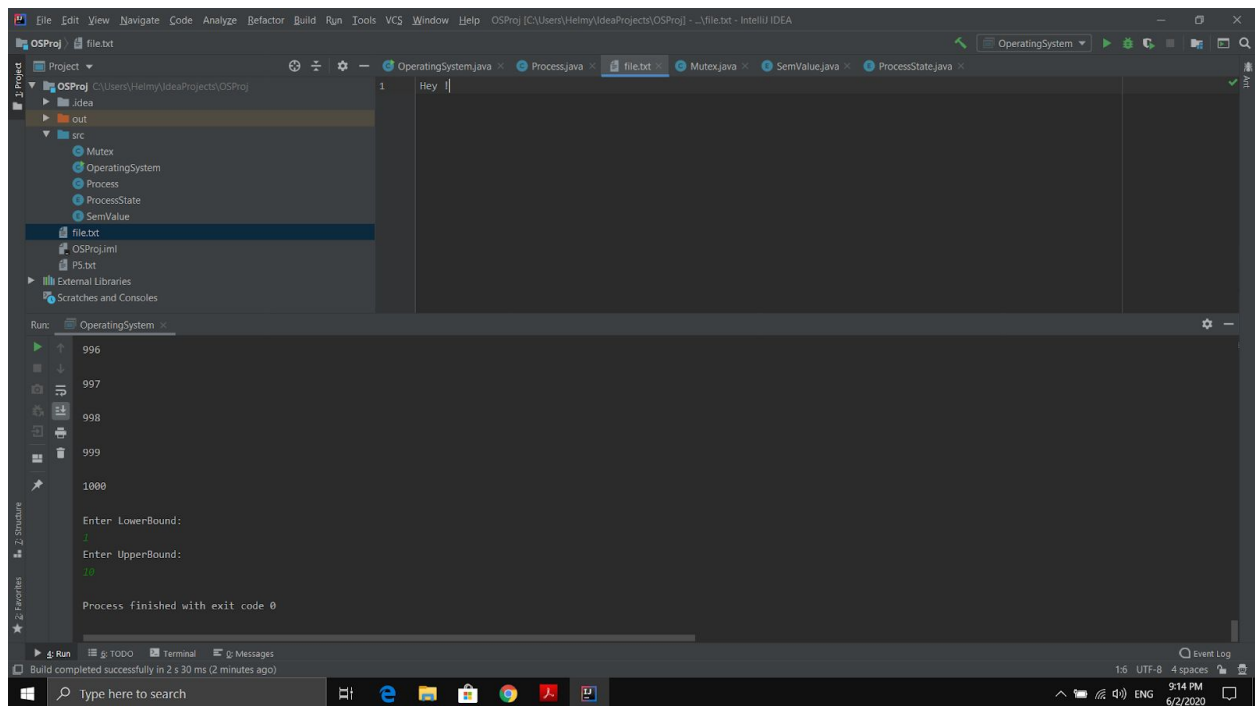 File Edit View Navigate Code Analyze Refactor Build Run Tools VCS Window Help OSProj [C:\Users\Helmy\IdeaProjects\OSProj] - ...\file.txt - IntelliJ IDEA
OSProj file.txt OperatingSystem
Project OperatingSystem.java Process.java file.txt Mutex.java SemValue.java ProcessState.java
1: Project
Ant
OSProj C:\Users\Helmy\IdeaProjects\OSProj
1 Hey !
.idea
out
src
Mutex
OperatingSystem
Process
ProcessState
SemValue
file.txt
OSProj.iml
P5.txt
External Libraries
Scratches and Consoles
Run: OperatingSystem
996
997
998
999
1000
Enter LowerBound:
1
Enter UpperBound:
10
Process finished with exit code 0
7: Structure
2: Favorites
4: Run 6: TODO Terminal 0: Messages Event Log
Build completed successfully in 2 s 30 ms (2 minutes ago) 1:6 UTF-8 4 spaces
Type here to search ENG 9:14 PM
6/2/2020